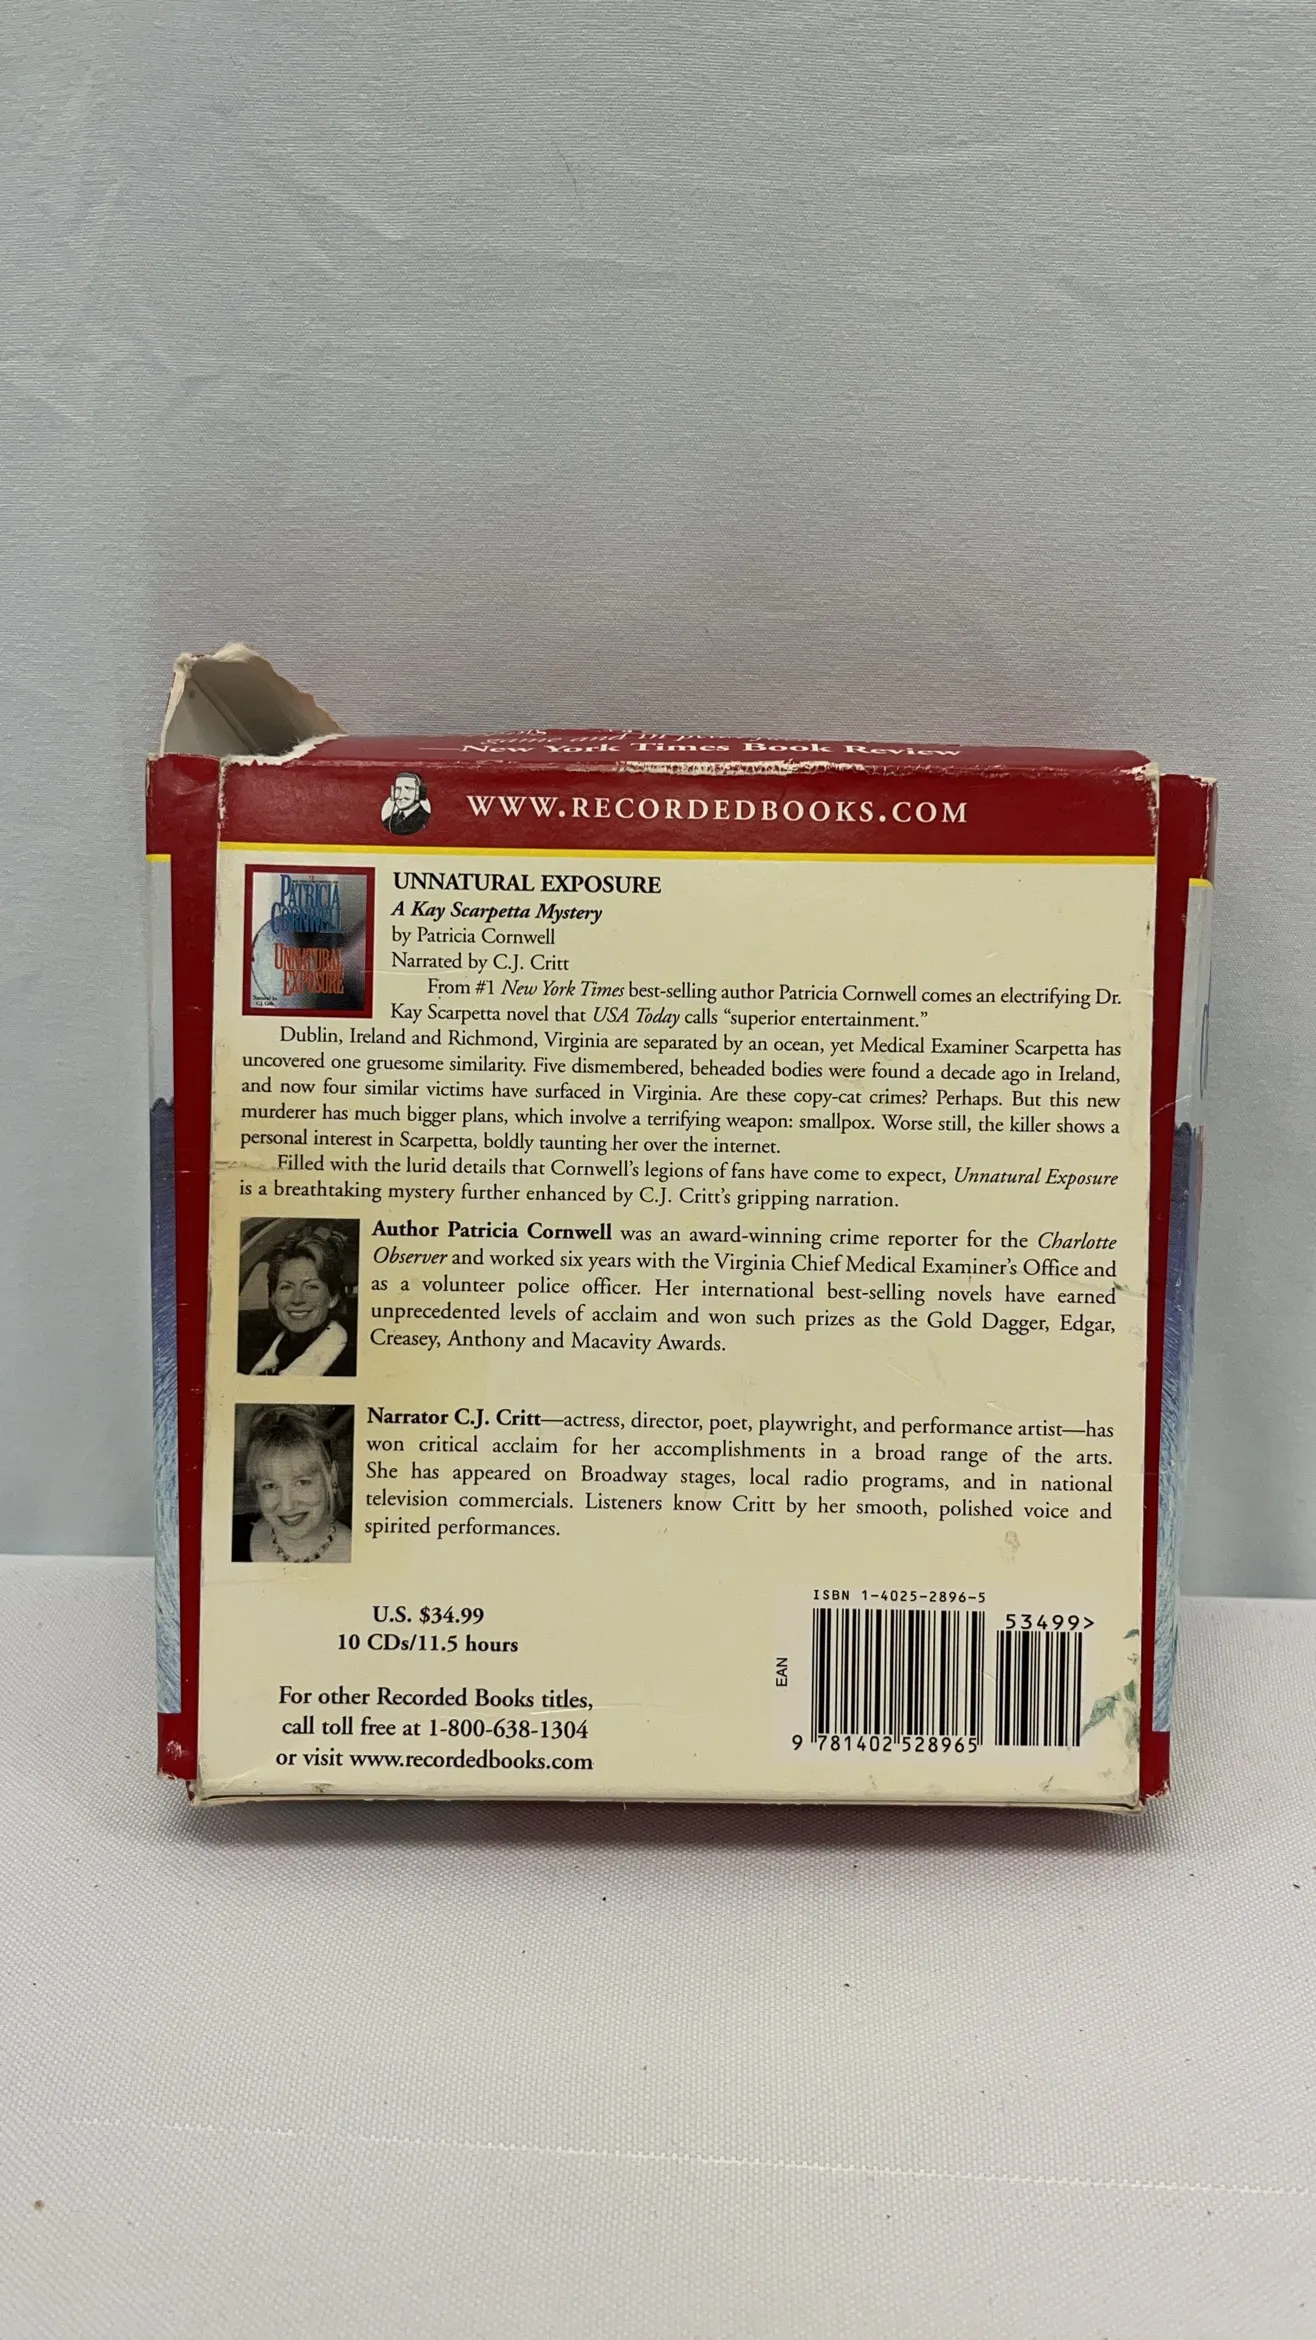 —New York Times Book Review
WWW.RECORDEDBOOKS.COM
PATRICIA
CORNWELL
UNNATURAL
EXPOSURE
UNNATURAL EXPOSURE
A Kay Scarpetta Mystery
by Patricia Cornwell
Narrated by C.J. Critt
From #1 New York Times best-selling author Patricia Cornwell comes an electrifying Dr.
Kay Scarpetta novel that USA Today calls “superior entertainment.”
Dublin, Ireland and Richmond, Virginia are separated by an ocean, yet Medical Examiner Scarpetta has
uncovered one gruesome similarity. Five dismembered, beheaded bodies were found a decade ago in Ireland,
and now four similar victims have surfaced in Virginia. Are these copy-cat crimes? Perhaps. But this new
murderer has much bigger plans, which involve a terrifying weapon: smallpox. Worse still, the killer shows a
personal interest in Scarpetta, boldly taunting her over the internet.
Filled with the lurid details that Cornwell’s legions of fans have come to expect, Unnatural Exposure
is a breathtaking mystery further enhanced by C.J. Critt’s gripping narration.
Author Patricia Cornwell was an award-winning crime reporter for the Charlotte
Observer and worked six years with the Virginia Chief Medical Examiner’s Office and
as a volunteer police officer. Her international best-selling novels have earned
unprecedented levels of acclaim and won such prizes as the Gold Dagger, Edgar,
Creasey, Anthony and Macavity Awards.
Narrator C.J. Critt—actress, director, poet, playwright, and performance artist—has
won critical acclaim for her accomplishments in a broad range of the arts.
She has appeared on Broadway stages, local radio programs, and in national
television commercials. Listeners know Critt by her smooth, polished voice and
spirited performances.
U.S. $34.99
10 CDs/11.5 hours
For other Recorded Books titles,
call toll free at 1-800-638-1304
or visit www.recordedbooks.com
ISBN 1-4025-2896-5
53499>
EAN
9 781402 528965